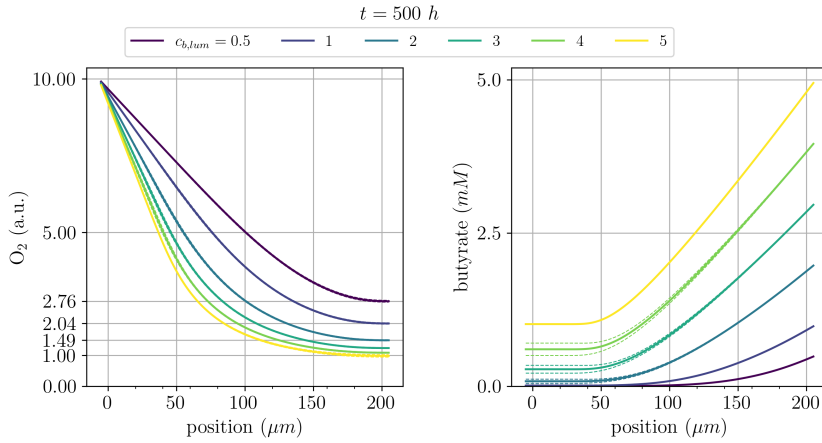 t = 500 h
c_{b,lum} = 0.5 1 2 3 4 5
10.00
5.00
2.76
2.04
1.49
1.00
0.00
O₂ (a.u.)
0 50 100 150 200
position (μm)
5.0
2.5
0.0
butyrate (mM)
0 50 100 150 200
position (μm)